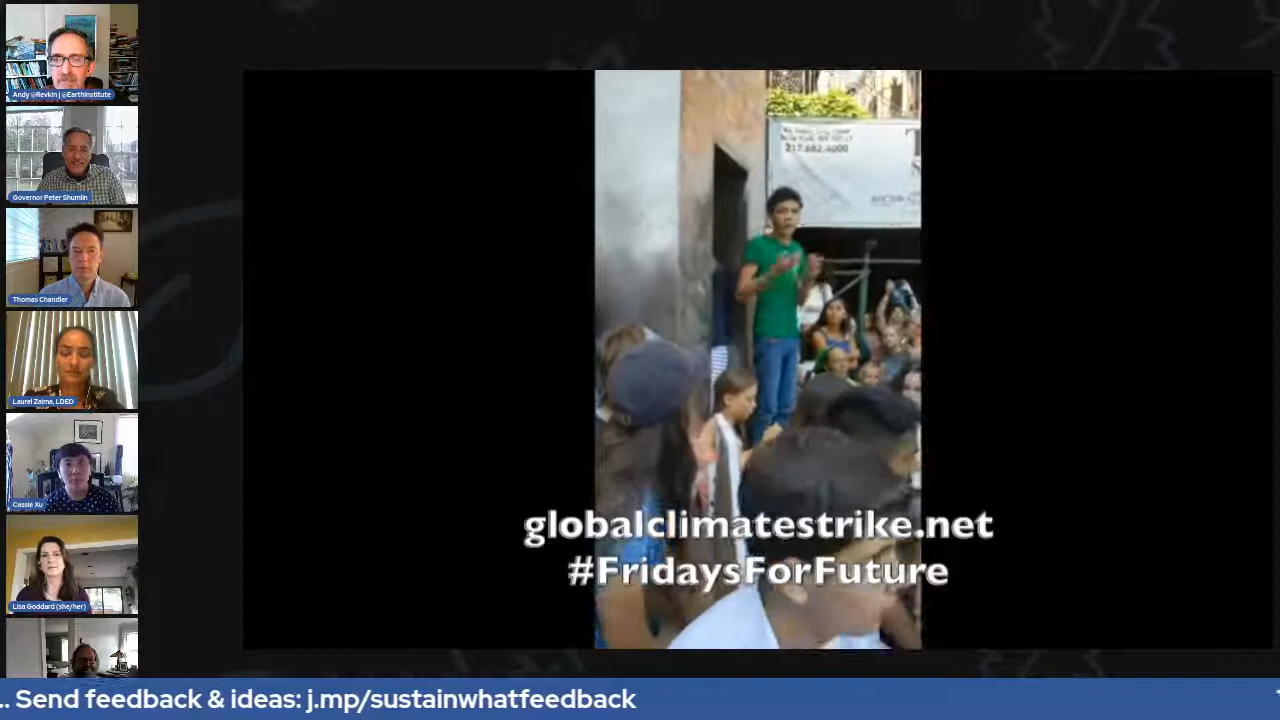 Andy @Revkin | @EarthInstitute
Governor Peter Shumlin
Thomas Chandler
Laurel Zaima, LDEO
Cassie Xu
Lisa Goddard (she/her)
217.682.4000
globalclimatestrike.net
#FridaysForFuture
.. Send feedback & ideas: j.mp/sustainwhatfeedback